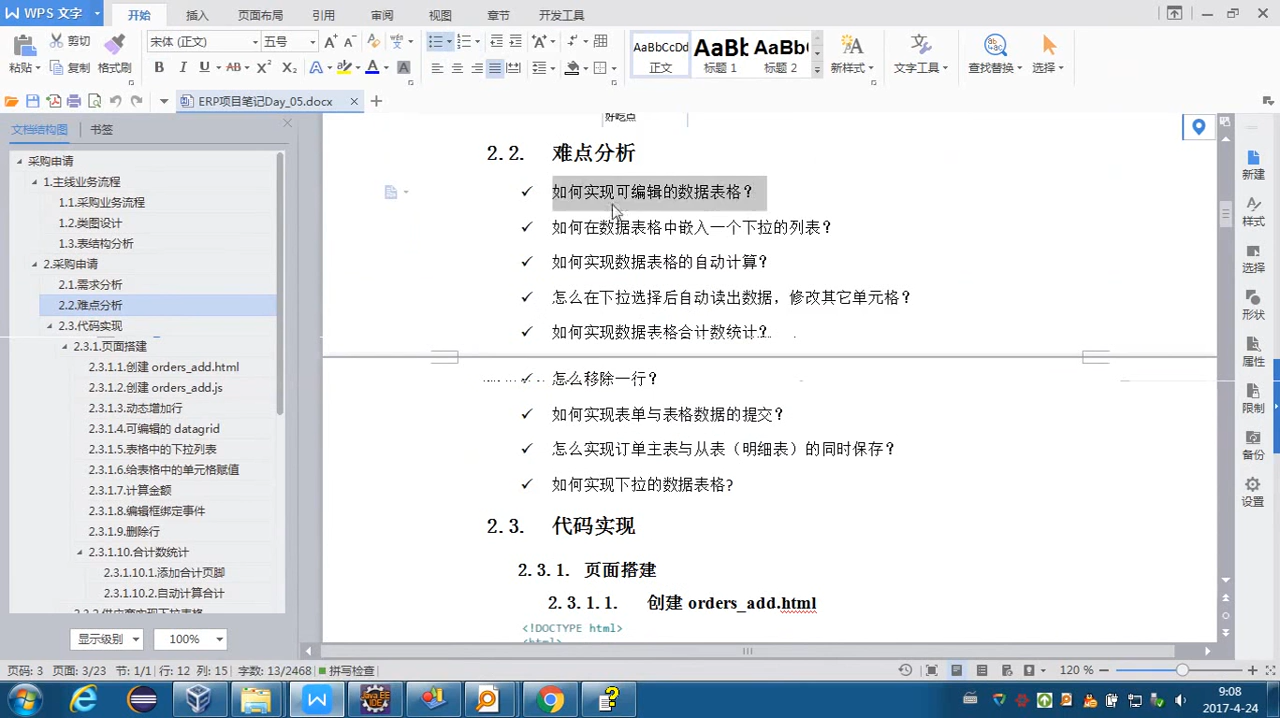 WPS 文字
开始
插入
页面布局
引用
审阅
视图
章节
开发工具
粘贴
剪切
复制
格式刷
宋体 (正文)
五号
AaBbCcDd
正文
AaBb
标题 1
AaBb
标题 2
新样式
文字工具
查找替换
选择
ERP项目笔记Day_05.docx
文档结构图
书签
采购申请
1.主线业务流程
1.1.采购业务流程
1.2.类图设计
1.3.表结构分析
2.采购申请
2.1.需求分析
2.2.难点分析
2.3.代码实现
2.3.1.页面搭建
2.3.1.1.创建 orders_add.html
2.3.1.2.创建 orders_add.js
2.3.1.3.动态增加行
2.3.1.4.可编辑的 datagrid
2.3.1.5.表格中的下拉列表
2.3.1.6.给表格中的单元格赋值
2.3.1.7.计算金额
2.3.1.8.编辑框绑定事件
2.3.1.9.删除行
2.3.1.10.合计数统计
2.3.1.10.1.添加合计页脚
2.3.1.10.2.自动计算合计
显示级别
100%
好吃点
2.2. 难点分析
✓ 如何实现可编辑的数据表格？
✓ 如何在数据表格中嵌入一个下拉的列表？
✓ 如何实现数据表格的自动计算？
✓ 怎么在下拉选择后自动读出数据，修改其它单元格？
✓ 如何实现数据表格合计数统计？
✓ 怎么移除一行？
✓ 如何实现表单与表格数据的提交？
✓ 怎么实现订单主表与从表（明细表）的同时保存？
✓ 如何实现下拉的数据表格?
2.3. 代码实现
2.3.1. 页面搭建
2.3.1.1. 创建 orders_add.html
<!DOCTYPE html>
<html>
新建
样式
选择
形状
属性
限制
备份
设置
页码: 3 页面: 3/23 节: 1/1 行: 12 列: 15 字数: 13/2468 拼写检查
120 %
9:08
2017-4-24